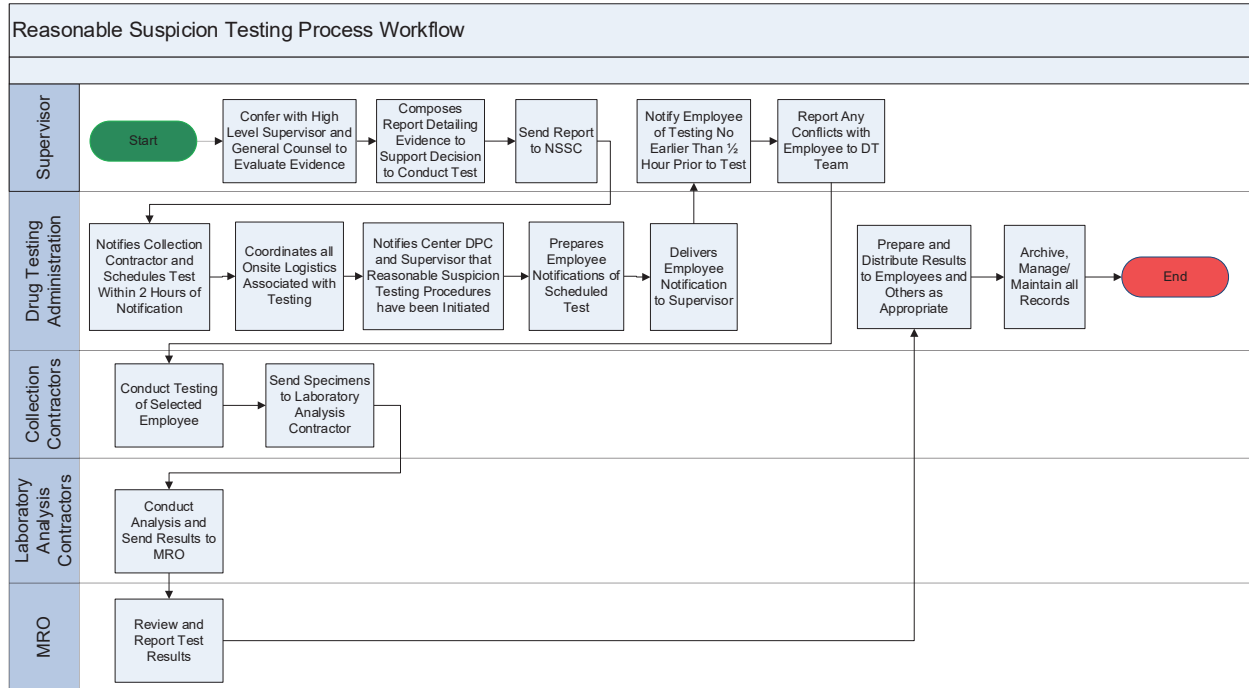 Reasonable Suspicion Testing Process Workflow
Supervisor
Start
Confer with High
Level Supervisor and
General Counsel to
Evaluate Evidence
Composes
Report Detailing
Evidence to
Support Decision
to Conduct Test
Send Report
to NSSC
Notify Employee
of Testing No
Earlier Than ½
Hour Prior to Test
Report Any
Conflicts with
Employee to DT
Team
Drug Testing
Administration
Notifies Collection
Contractor and
Schedules Test
Within 2 Hours of
Notification
Coordinates all
Onsite Logistics
Associated with
Testing
Notifies Center DPC
and Supervisor that
Reasonable Suspicion
Testing Procedures
have been Initiated
Prepares
Employee
Notifications of
Scheduled
Test
Delivers
Employee
Notification
to Supervisor
Prepare and
Distribute Results
to Employees and
Others as
Appropriate
Archive,
Manage/
Maintain all
Records
End
Collection
Contractors
Conduct Testing
of Selected
Employee
Send Specimens
to Laboratory
Analysis
Contractor
Laboratory
Analysis
Contractors
Conduct
Analysis and
Send Results to
MRO
MRO
Review and
Report Test
Results